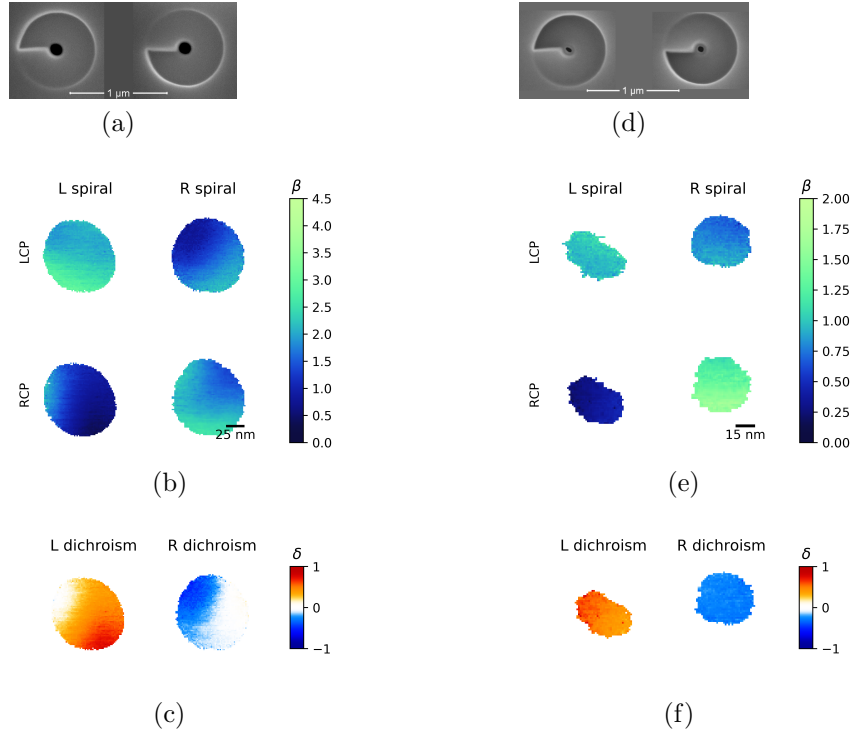 1 µm
(a)
1 µm
(d)
L spiral
R spiral
β
LCP
RCP
4.5
4.0
3.5
3.0
2.5
2.0
1.5
1.0
0.5
0.0
25 nm
(b)
L spiral
R spiral
β
LCP
RCP
2.00
1.75
1.50
1.25
1.00
0.75
0.50
0.25
0.00
15 nm
(e)
L dichroism
R dichroism
δ
1
0
−1
(c)
L dichroism
R dichroism
δ
1
0
−1
(f)